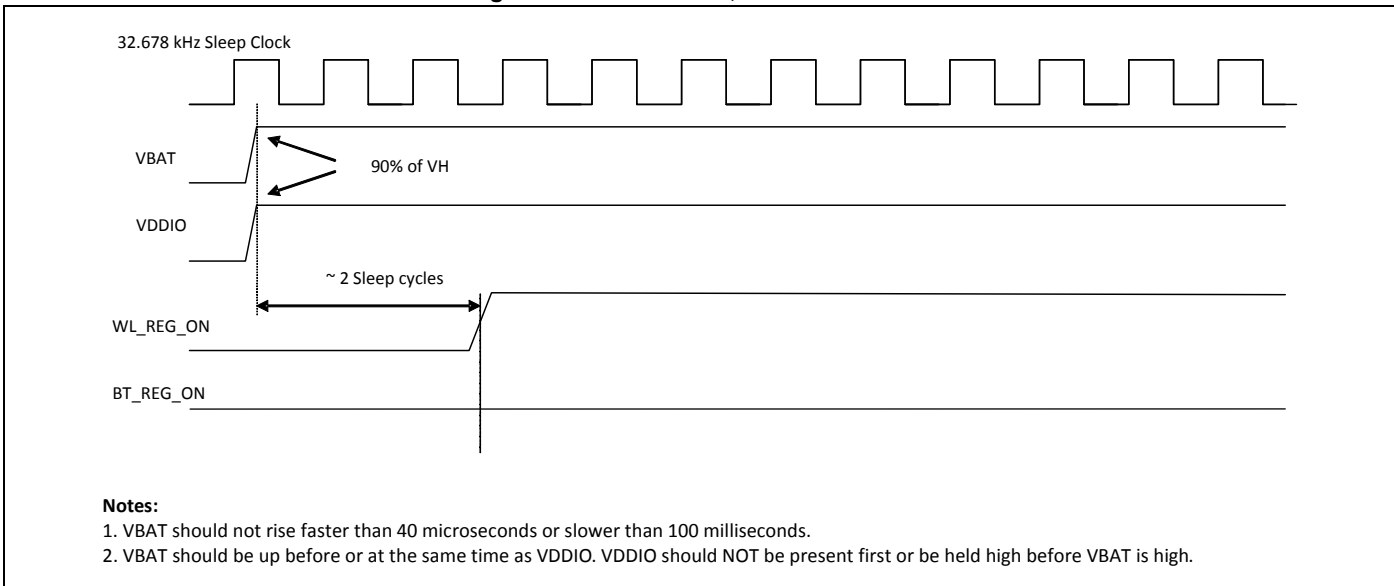 32.678 kHz Sleep Clock
VBAT
90% of VH
VDDIO
~ 2 Sleep cycles
WL_REG_ON
BT_REG_ON
Notes:
1. VBAT should not rise faster than 40 microseconds or slower than 100 milliseconds.
2. VBAT should be up before or at the same time as VDDIO. VDDIO should NOT be present first or be held high before VBAT is high.